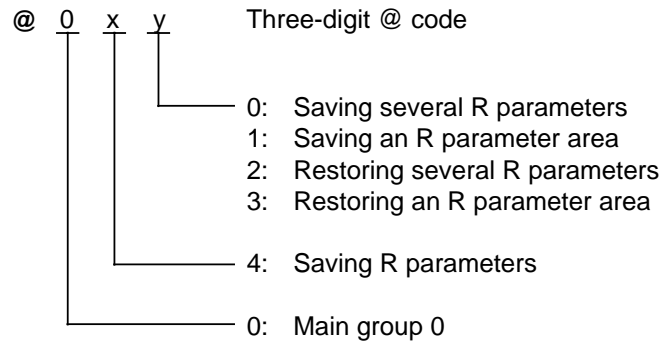 @ 0 x y Three-digit @ code
0: Saving several R parameters
1: Saving an R parameter area
2: Restoring several R parameters
3: Restoring an R parameter area
4: Saving R parameters
0: Main group 0